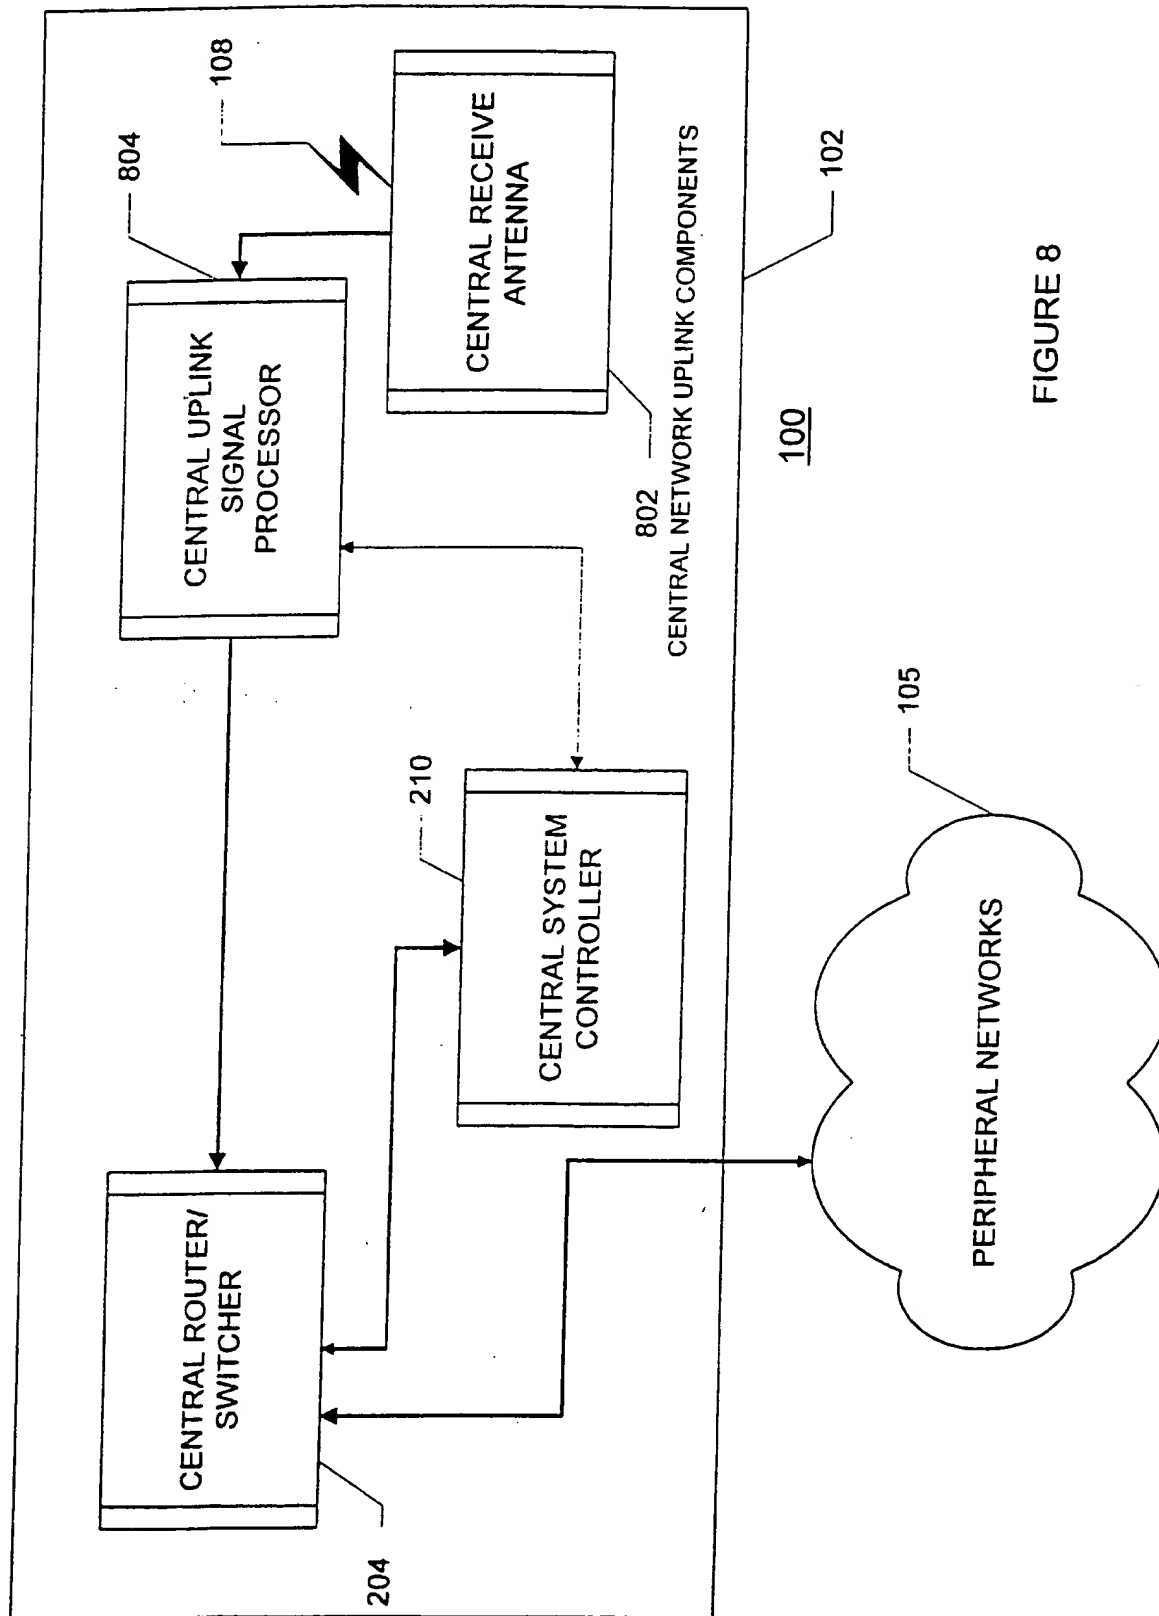 108
804
CENTRAL UPLINK
SIGNAL
PROCESSOR
CENTRAL RECEIVE
ANTENNA
802
CENTRAL NETWORK UPLINK COMPONENTS
102
210
CENTRAL SYSTEM
CONTROLLER
CENTRAL ROUTER/
SWITCHER
204
100
105
PERIPHERAL NETWORKS
FIGURE 8